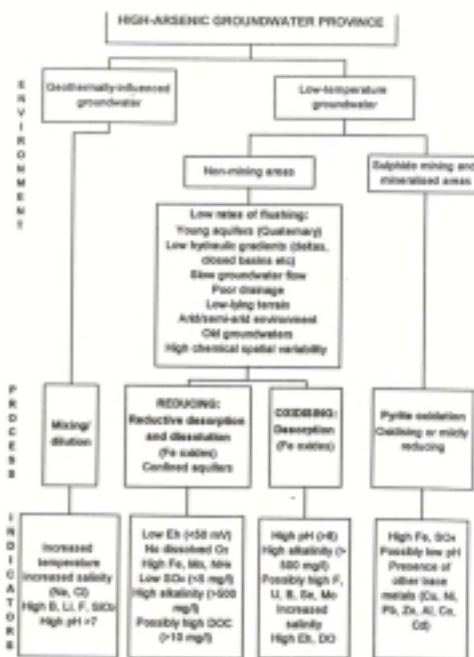 HIGH-ARSENIC GROUNDWATER PROVINCE
ENVIRONMENT
Geothermally-influenced
groundwater
Low-temperature
groundwater
Non-mining areas
Sulphide mining and
mineralised areas
Low rates of flushing:
Young aquifers (Quaternary)
Low hydraulic gradients (deltas,
closed basins etc)
Slow groundwater flow
Poor drainage
Low-lying terrain
Arid/semi-arid environment
Old groundwaters
High chemical spatial variability
PROCESS
Mixing/
dilution
REDUCING:
Reductive desorption
and dissolution
(Fe oxides)
Confined aquifers
OXIDISING:
Desorption
(Fe oxides)
Pyrite oxidation
Oxidising or mildly
reducing
INDICATORS
Increased
temperature
Increased salinity
(Na, Cl)
High B, Li, F, SiO₂
High pH >7
Low Eh (<50 mV)
No dissolved O₂
High Fe, Mn, NH₄
Low SO₄ (<5 mg/l)
High alkalinity (>500
mg/l)
Possibly high DOC
(>10 mg/l)
High pH (>8)
High alkalinity (>
500 mg/l)
Possibly high F,
U, B, Se, Mo
Increased
salinity
High Eh, DO
High Fe, SO₄
Possibly low pH
Presence of
other trace
metals (Cu, Ni,
Pb, Zn, Al, Co,
Cd)